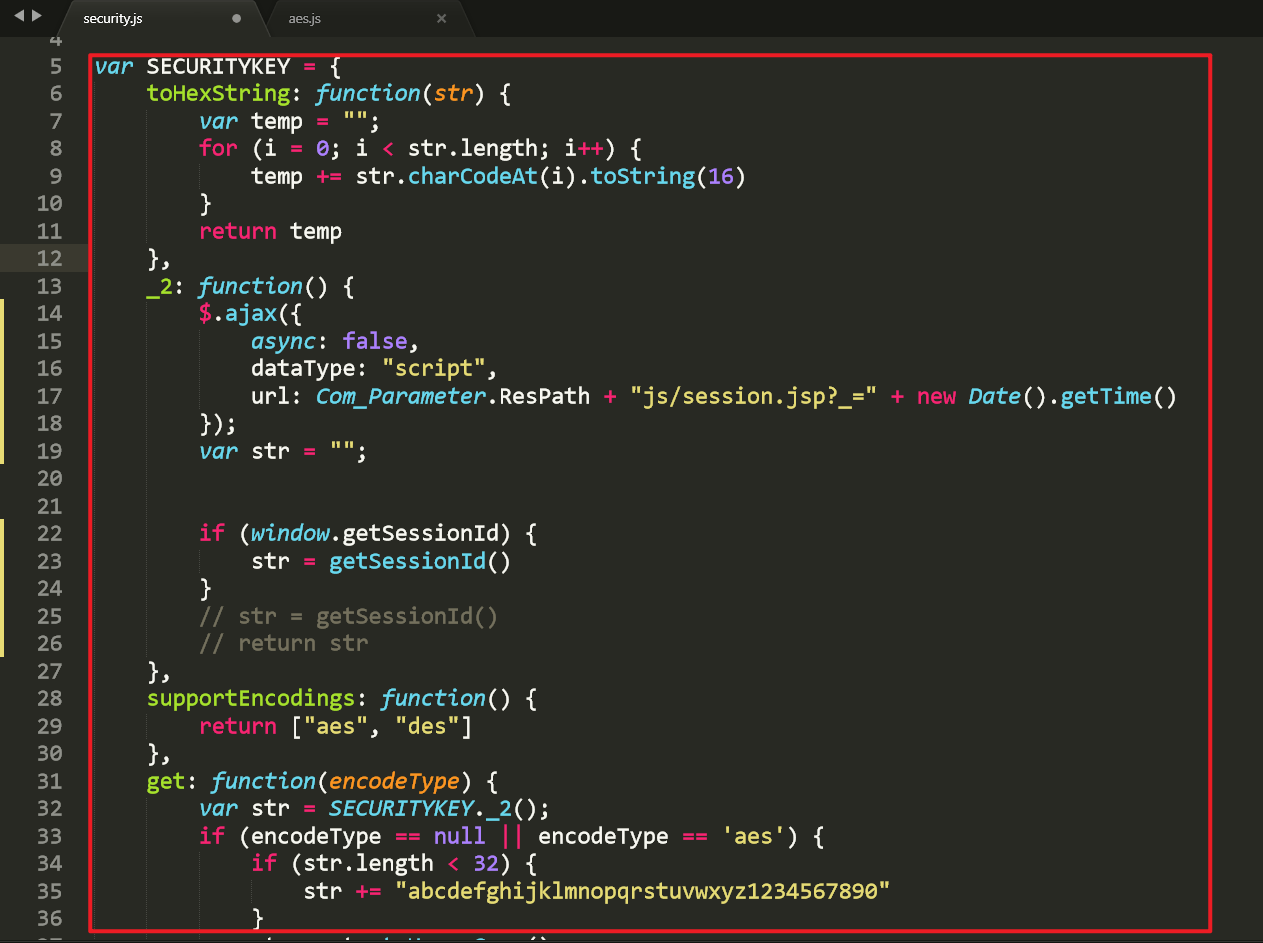 security.js aes.js
4
5 var SECURITYKEY = {
6 toHexString: function(str) {
7 var temp = "";
8 for (i = 0; i < str.length; i++) {
9 temp += str.charCodeAt(i).toString(16)
10 }
11 return temp
12 },
13 _2: function() {
14 $.ajax({
15 async: false,
16 dataType: "script",
17 url: Com_Parameter.ResPath + "js/session.jsp?_=" + new Date().getTime()
18 });
19 var str = "";
20
21
22 if (window.getSessionId) {
23 str = getSessionId()
24 }
25 // str = getSessionId()
26 // return str
27 },
28 supportEncodings: function() {
29 return ["aes", "des"]
30 },
31 get: function(encodeType) {
32 var str = SECURITYKEY._2();
33 if (encodeType == null || encodeType == 'aes') {
34 if (str.length < 32) {
35 str += "abcdefghijklmnopqrstuvwxyz1234567890"
36 }